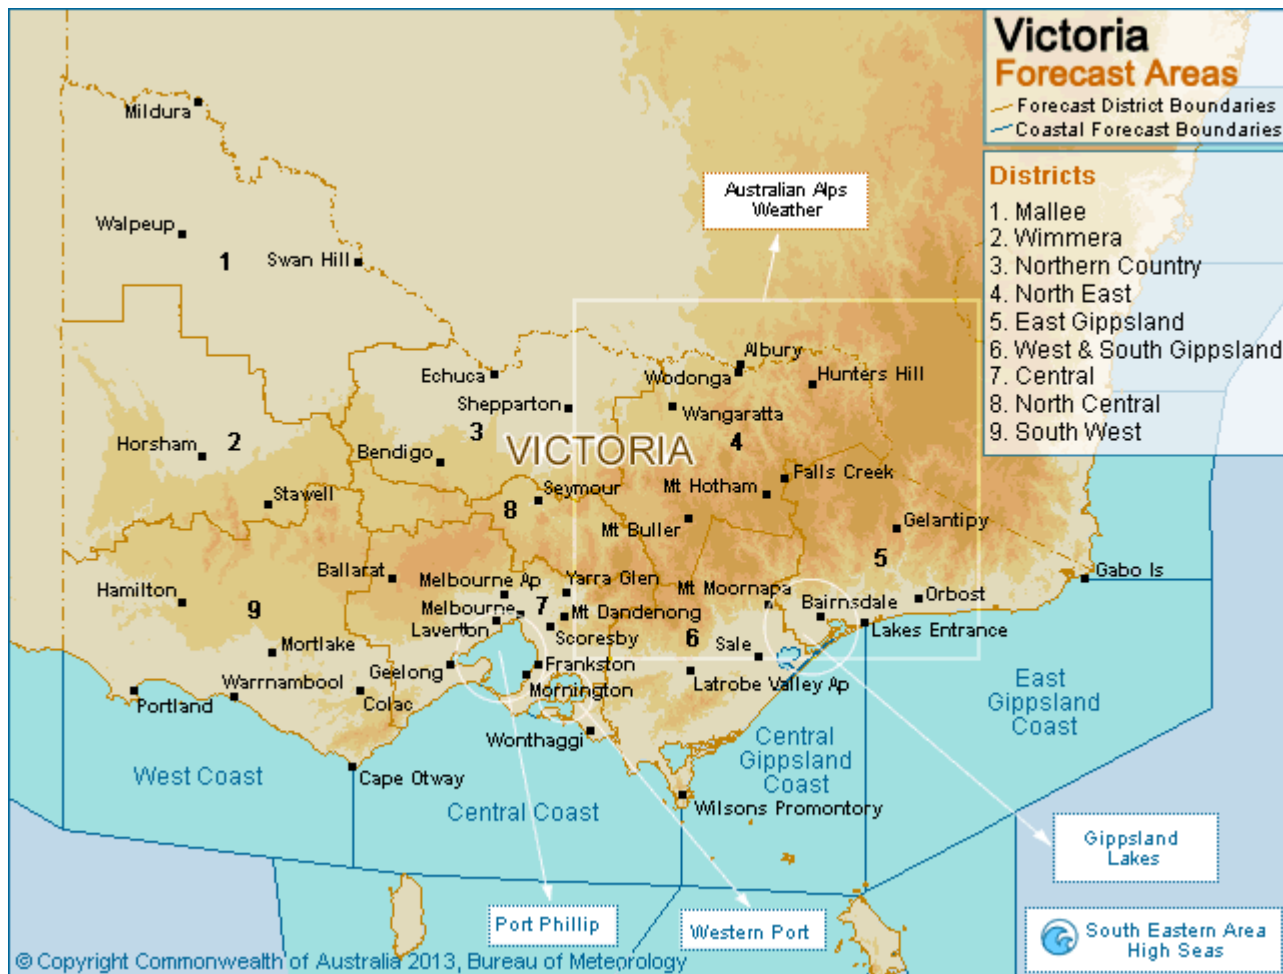 Victoria
Forecast Areas
Forecast District Boundaries
Coastal Forecast Boundaries
Districts
1. Mallee
2. Wimmera
3. Northern Country
4. North East
5. East Gippsland
6. West & South Gippsland
7. Central
8. North Central
9. South West
Mildura
Australian Alps
Weather
Walpeup
1
Swan Hill
Albury
Echuca
Wodonga
Hunters Hill
Shepparton
Wangaratta
3
VICTORIA
4
Horsham
2
Bendigo
Falls Creek
Stawell
Seymour
Mt Hotham
8
Mt Buller
Gelantipy
5
Ballarat
Melbourne Ap
Yarra Glen
Mt Moornapa
Gabo Is
Hamilton
9
Melbourne
7
Mt Dandenong
Bairnsdale
Orbost
Laverton
Scoresby
6
Lakes Entrance
Mortlake
Sale
Geelong
Frankston
Warrnambool
Mornington
Latrobe Valley Ap
Portland
Colac
East
Gippsland
Coast
Wonthaggi
Central
Gippsland
Coast
West Coast
Cape Otway
Central Coast
Wilsons Promontory
Gippsland
Lakes
Port Phillip
Western Port
South Eastern Area
High Seas
© Copyright Commonwealth of Australia 2013, Bureau of Meteorology